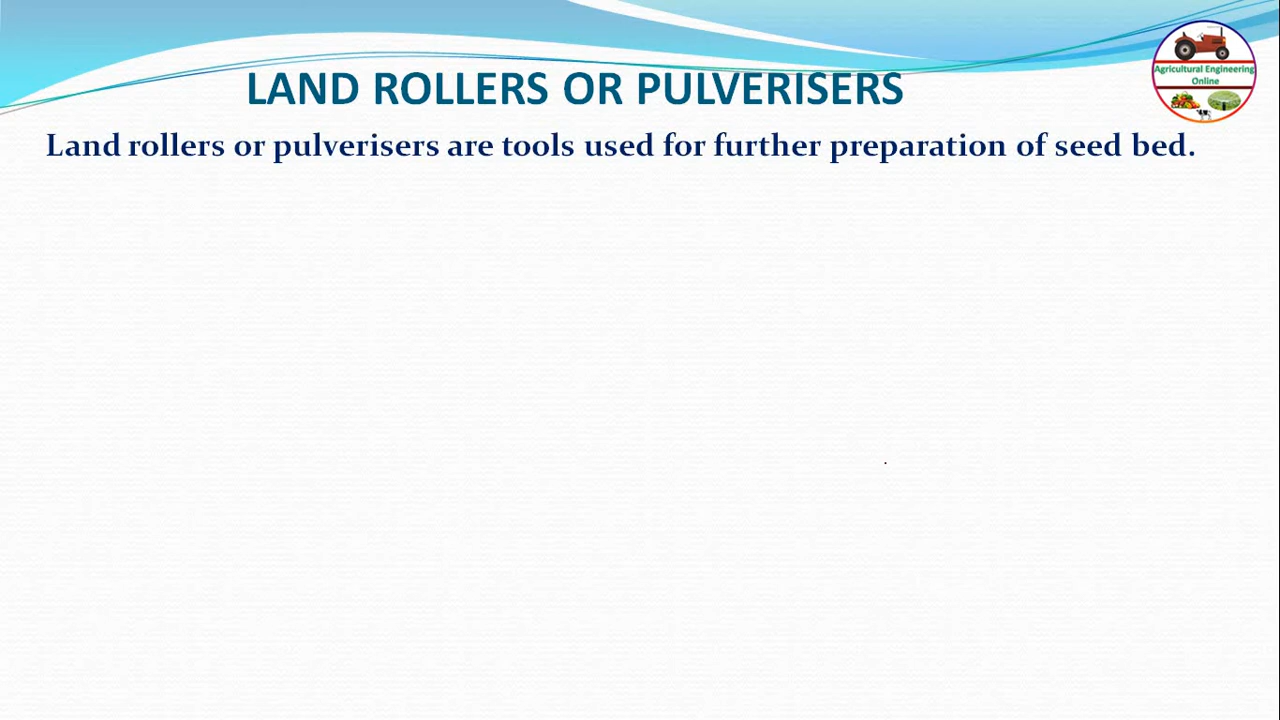 LAND ROLLERS OR PULVERISERS
Agricultural Engineering
Online
Land rollers or pulverisers are tools used for further preparation of seed bed.